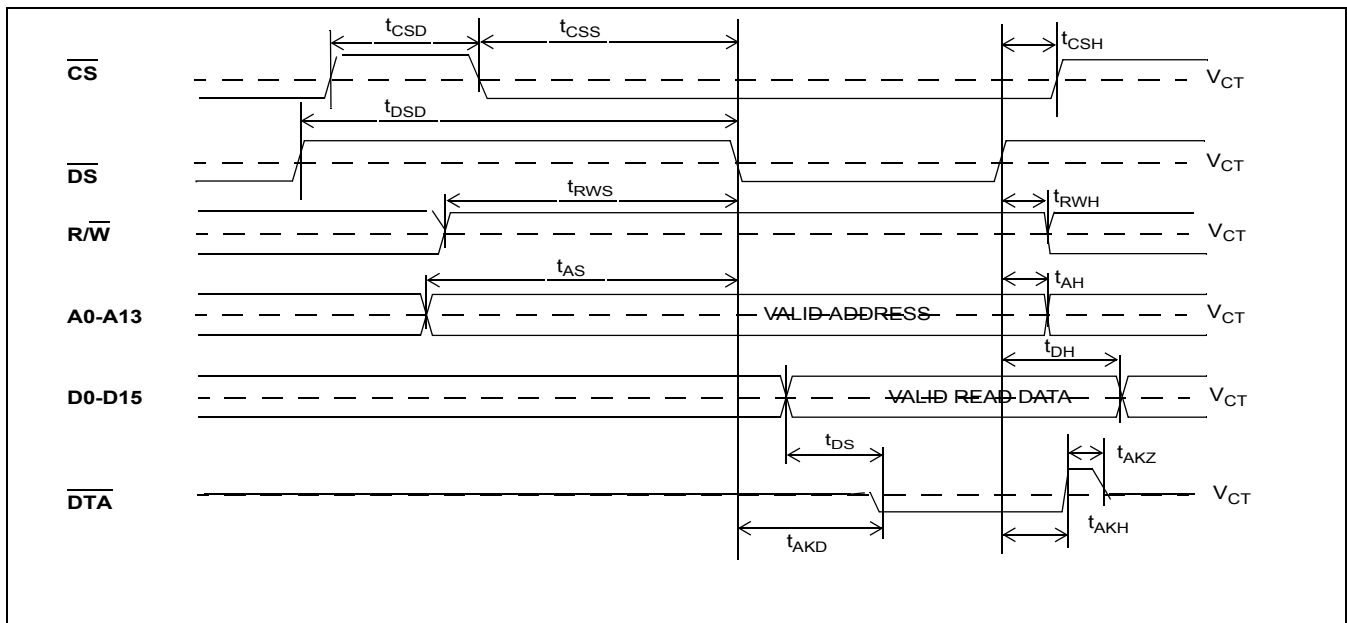 tCSD
tCSS
tCSH
CS
VCT
tDSD
DS
VCT
tRWS
tRWH
R/W
VCT
tAS
tAH
A0-A13
VALID ADDRESS
VCT
tDH
D0-D15
VALID READ DATA
VCT
tDS
tAKZ
DTA
VCT
tAKD
tAKH